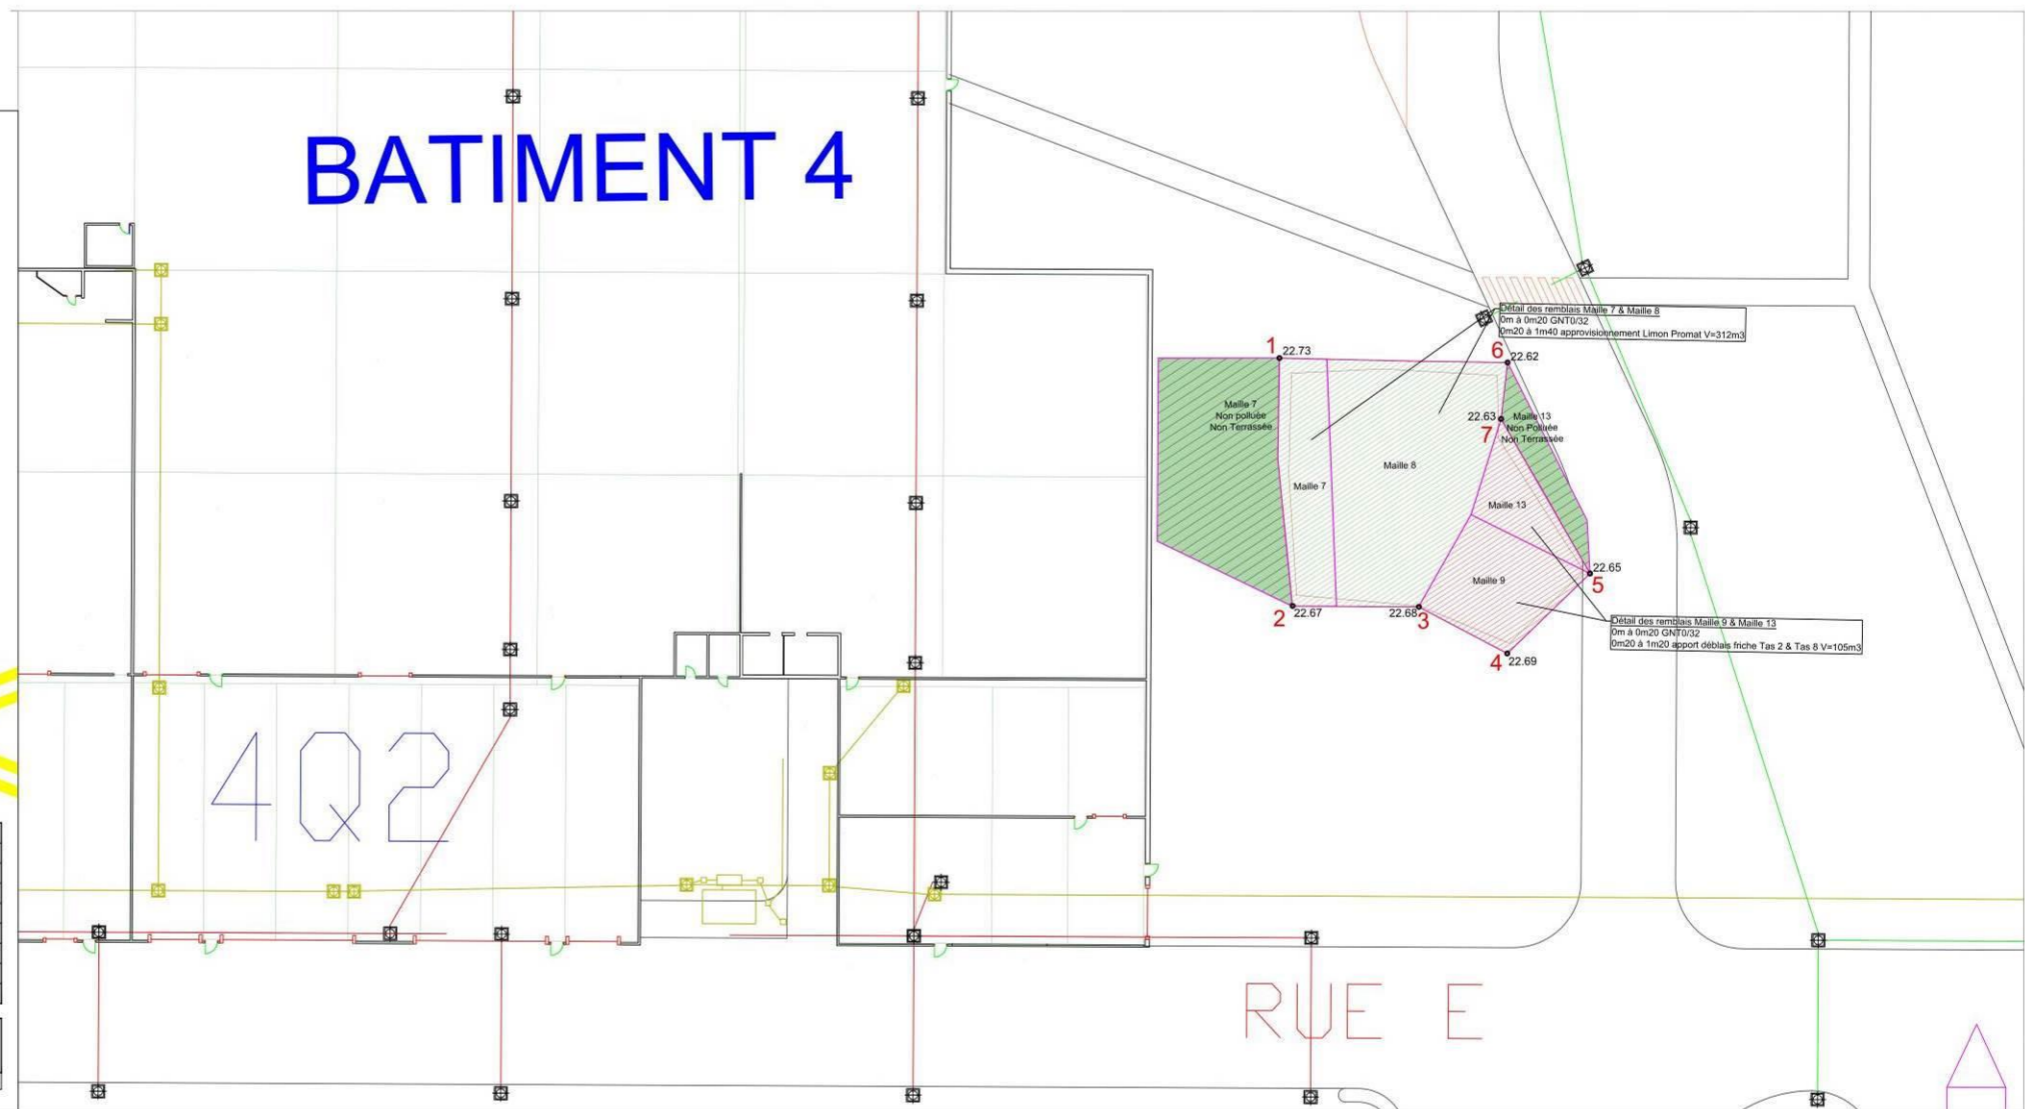 BATIMENT 4
Détail des remblais Maille 7 & Maille 8
0m à 0m20 GNT0/32
0m20 à 1m40 approvisionnement Limon Promat V=312m3
1
22.73
6
22.62
Maille 7
Non polluée
Non Terrassée
22.63
7
Maille 13
Non Polluée
Non Terrassée
Maille 8
Maille 7
Maille 13
Maille 9
22.65
5
2
22.67
22.68
3
4
22.69
Détail des remblais Maille 9 & Maille 13
0m à 0m20 GNT0/32
0m20 à 1m20 apport déblais friche Tas 2 & Tas 8 V=105m3
4Q2
RUE E